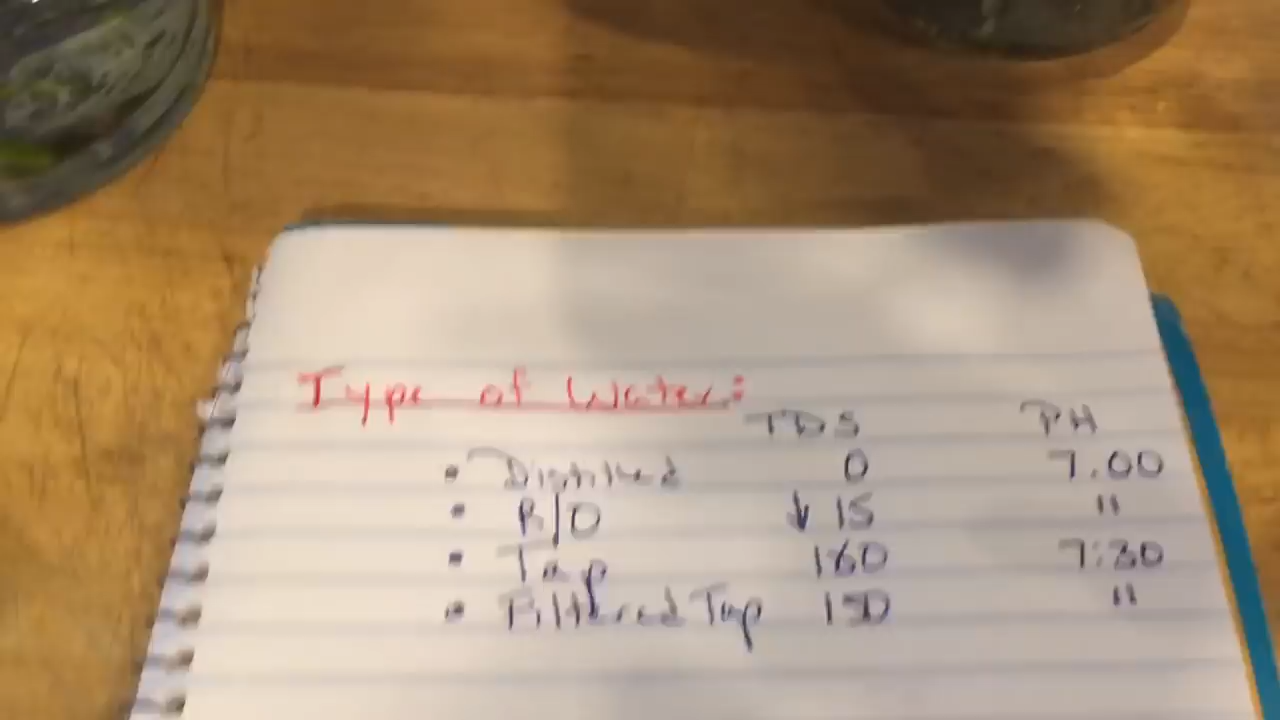 Type of Water:
TDS PH
• Distilled 0 7.00
• R/O ↓ 15 "
• Tap 160 7:30
• Filtered Tap 150 "